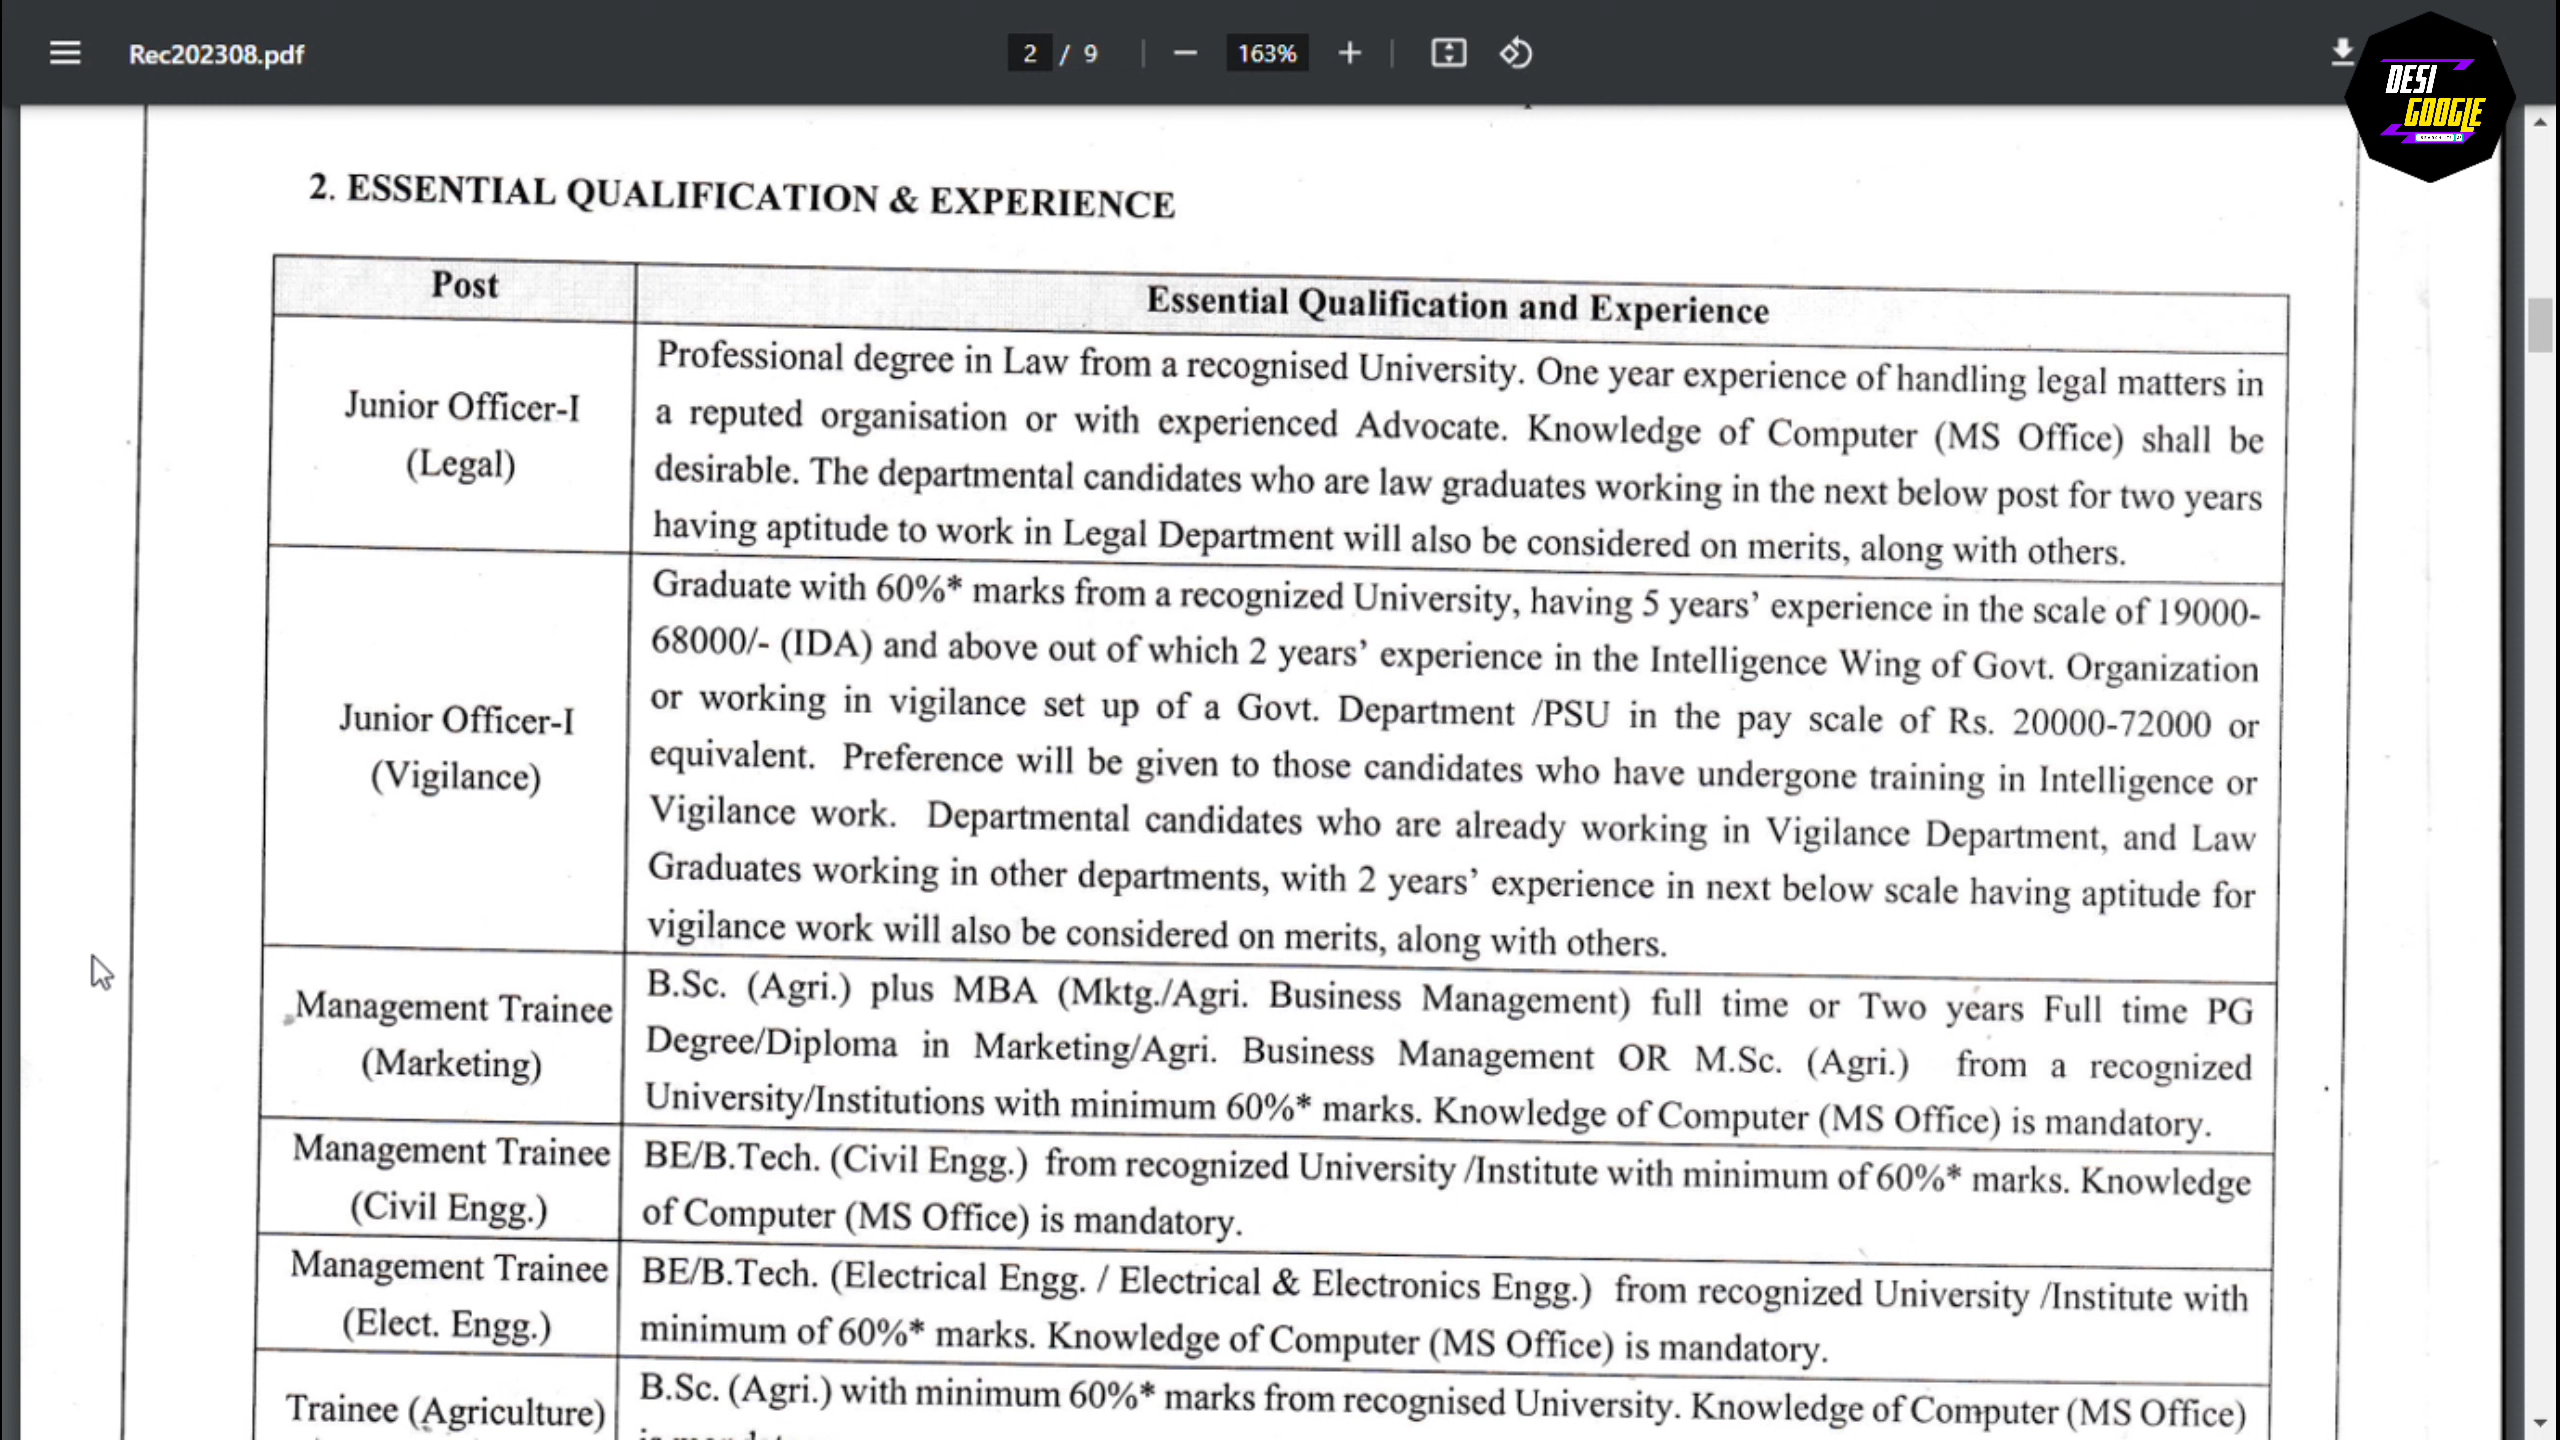 Rec202308.pdf
2 / 9
163%
DESI
GOOGLE
2. ESSENTIAL QUALIFICATION & EXPERIENCE
Post
Essential Qualification and Experience
Junior Officer-I
(Legal)
Professional degree in Law from a recognised University. One year experience of handling legal matters in
a reputed organisation or with experienced Advocate. Knowledge of Computer (MS Office) shall be
desirable. The departmental candidates who are law graduates working in the next below post for two years
having aptitude to work in Legal Department will also be considered on merits, along with others.
Junior Officer-I
(Vigilance)
Graduate with 60%* marks from a recognized University, having 5 years’ experience in the scale of 19000-
68000/- (IDA) and above out of which 2 years’ experience in the Intelligence Wing of Govt. Organization
or working in vigilance set up of a Govt. Department /PSU in the pay scale of Rs. 20000-72000 or
equivalent. Preference will be given to those candidates who have undergone training in Intelligence or
Vigilance work. Departmental candidates who are already working in Vigilance Department, and Law
Graduates working in other departments, with 2 years’ experience in next below scale having aptitude for
vigilance work will also be considered on merits, along with others.
Management Trainee
(Marketing)
B.Sc. (Agri.) plus MBA (Mktg./Agri. Business Management) full time or Two years Full time PG
Degree/Diploma in Marketing/Agri. Business Management OR M.Sc. (Agri.) from a recognized
University/Institutions with minimum 60%* marks. Knowledge of Computer (MS Office) is mandatory.
Management Trainee
(Civil Engg.)
BE/B.Tech. (Civil Engg.) from recognized University /Institute with minimum of 60%* marks. Knowledge
of Computer (MS Office) is mandatory.
Management Trainee
(Elect. Engg.)
BE/B.Tech. (Electrical Engg. / Electrical & Electronics Engg.) from recognized University /Institute with
minimum of 60%* marks. Knowledge of Computer (MS Office) is mandatory.
Trainee (Agriculture)
B.Sc. (Agri.) with minimum 60%* marks from recognised University. Knowledge of Computer (MS Office)